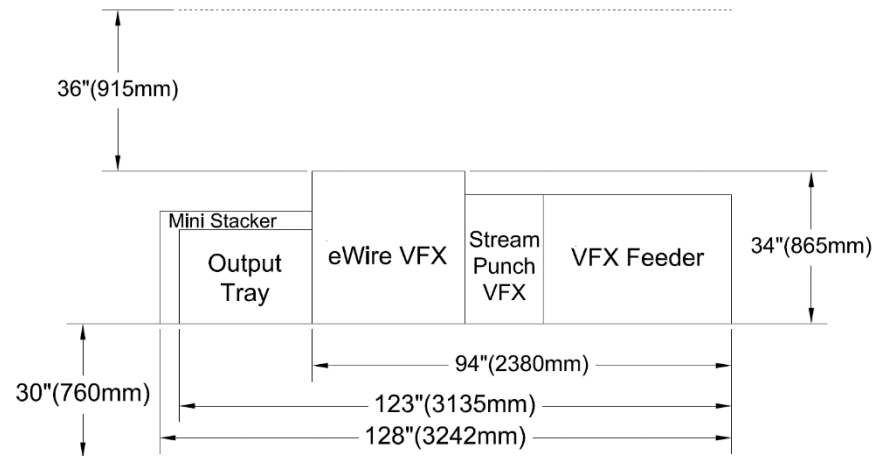 36"(915mm)
Mini Stacker
Output
Tray
eWire VFX
Stream
Punch
VFX
VFX Feeder
34"(865mm)
94"(2380mm)
30"(760mm)
123"(3135mm)
128"(3242mm)